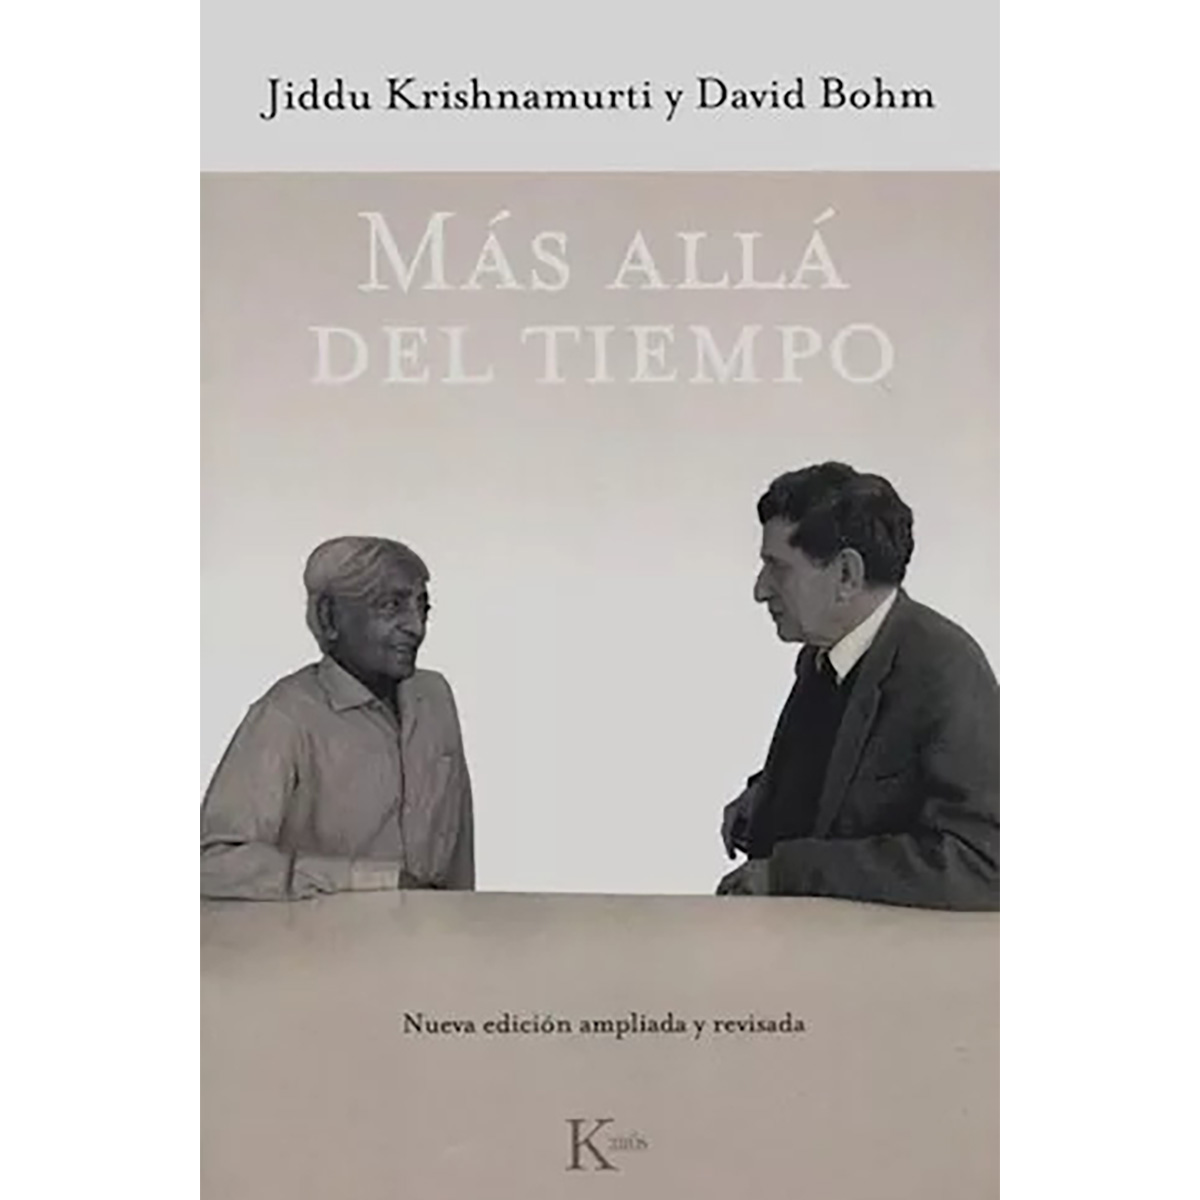 Jiddu Krishnamurti y David Bohm
MÁS ALLÁ
DEL TIEMPO
Nueva edición ampliada y revisada
Kairós